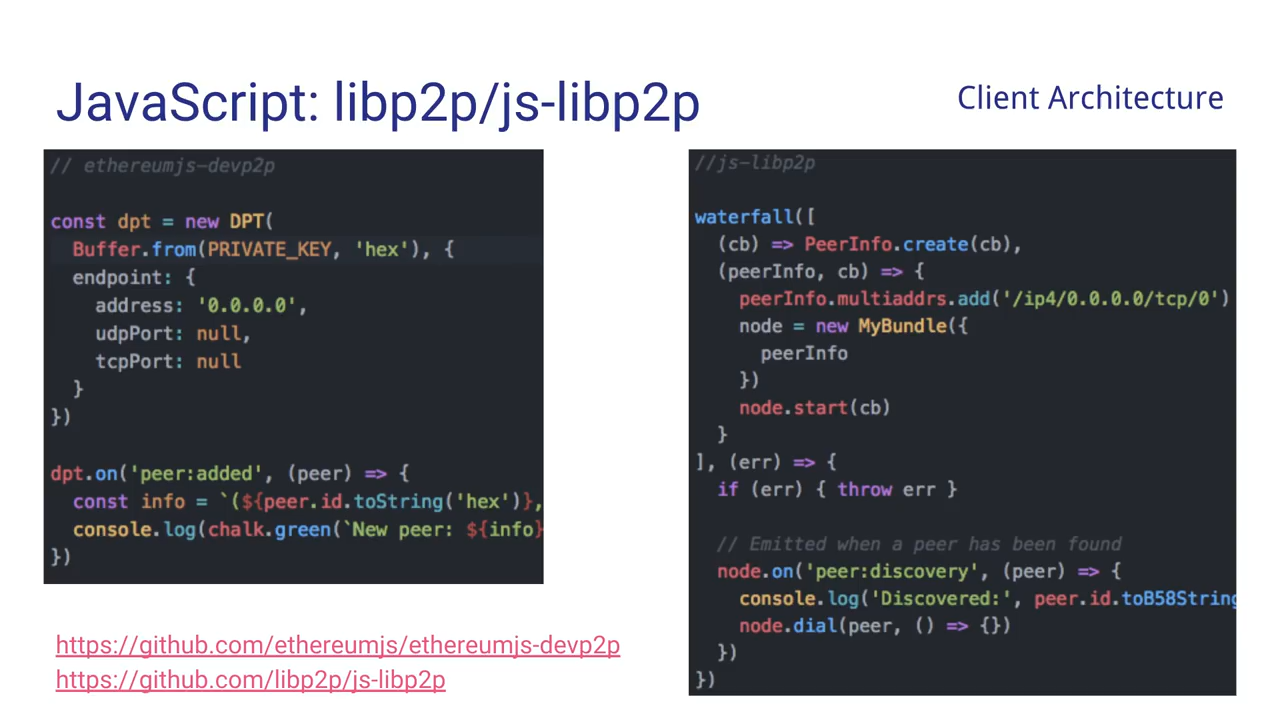 JavaScript: libp2p/js-libp2p
Client Architecture
// ethereumjs-devp2p
const dpt = new DPT(
Buffer.from(PRIVATE_KEY, 'hex'), {
endpoint: {
address: '0.0.0.0',
udpPort: null,
tcpPort: null
}
})
dpt.on('peer:added', (peer) => {
const info = `(${peer.id.toString('hex')},
console.log(chalk.green(`New peer: ${info}
})
//js-libp2p
waterfall([
(cb) => PeerInfo.create(cb),
(peerInfo, cb) => {
peerInfo.multiaddrs.add('/ip4/0.0.0.0/tcp/0')
node = new MyBundle({
peerInfo
})
node.start(cb)
}
], (err) => {
if (err) { throw err }
// Emitted when a peer has been found
node.on('peer:discovery', (peer) => {
console.log('Discovered:', peer.id.toB58String
node.dial(peer, () => {})
})
})
https://github.com/ethereumjs/ethereumjs-devp2p
https://github.com/libp2p/js-libp2p